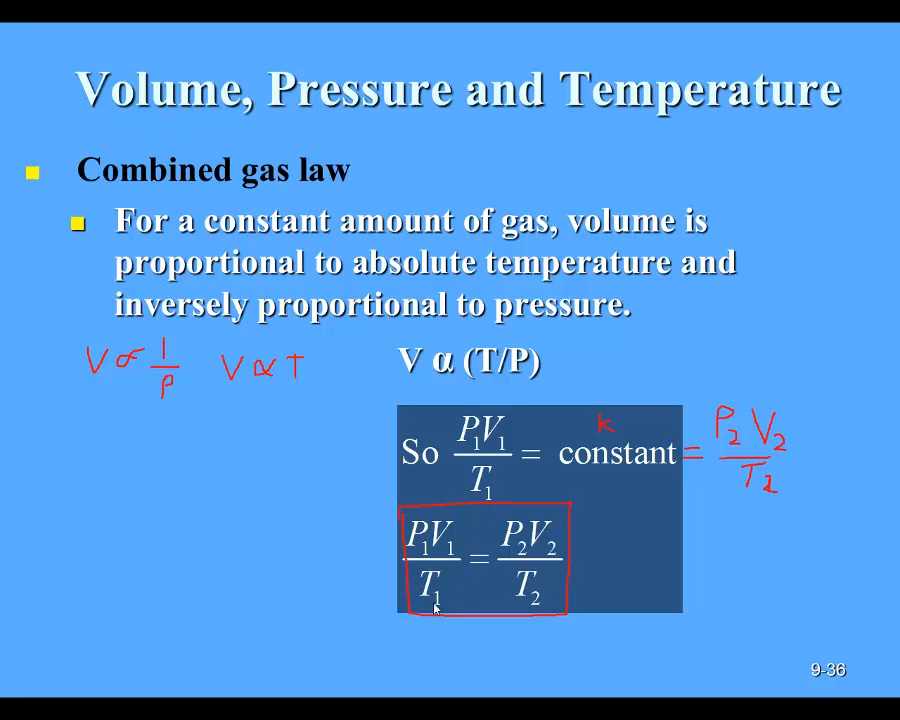 Volume, Pressure and Temperature
Combined gas law
For a constant amount of gas, volume is
proportional to absolute temperature and
inversely proportional to pressure.
V ∝ 1/P   V ∝ T   V α (T/P)
k
So P₁V₁/T₁ = constant = P₂V₂/T₂
P₁V₁/T₁ = P₂V₂/T₂
9-36